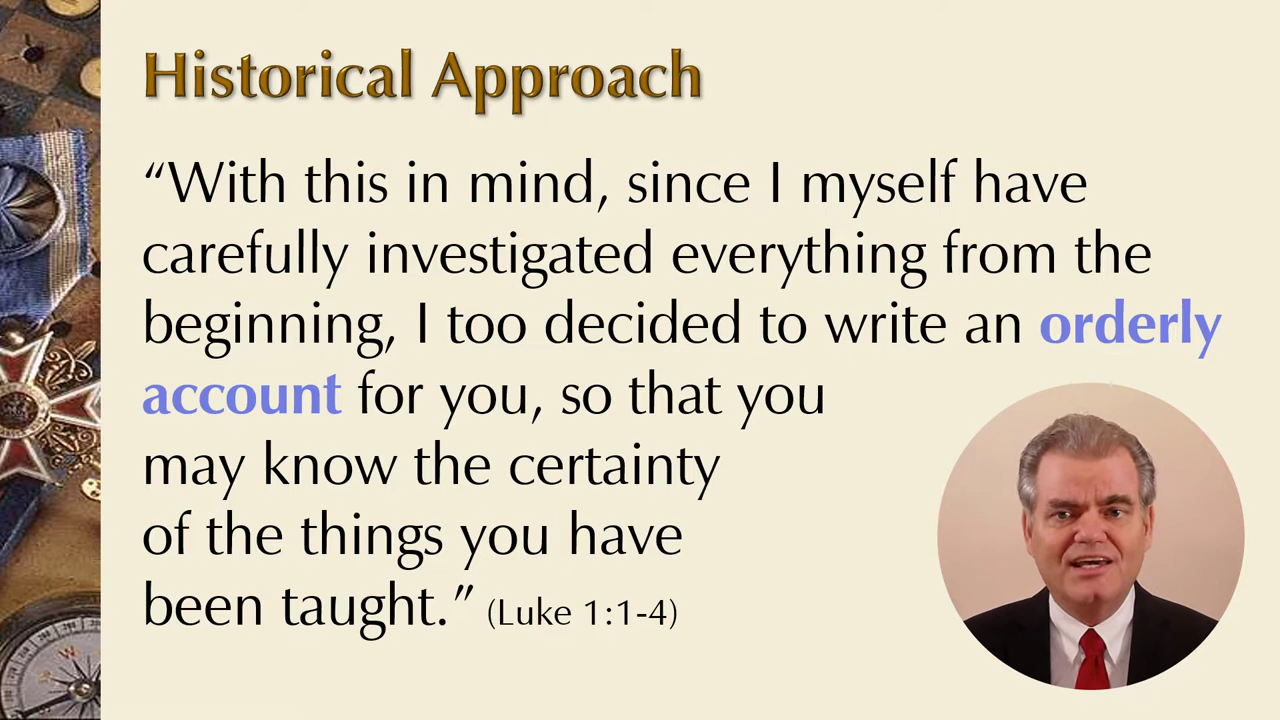 Historical Approach
“With this in mind, since I myself have
carefully investigated everything from the
beginning, I too decided to write an orderly
account for you, so that you
may know the certainty
of the things you have
been taught.” (Luke 1:1-4)